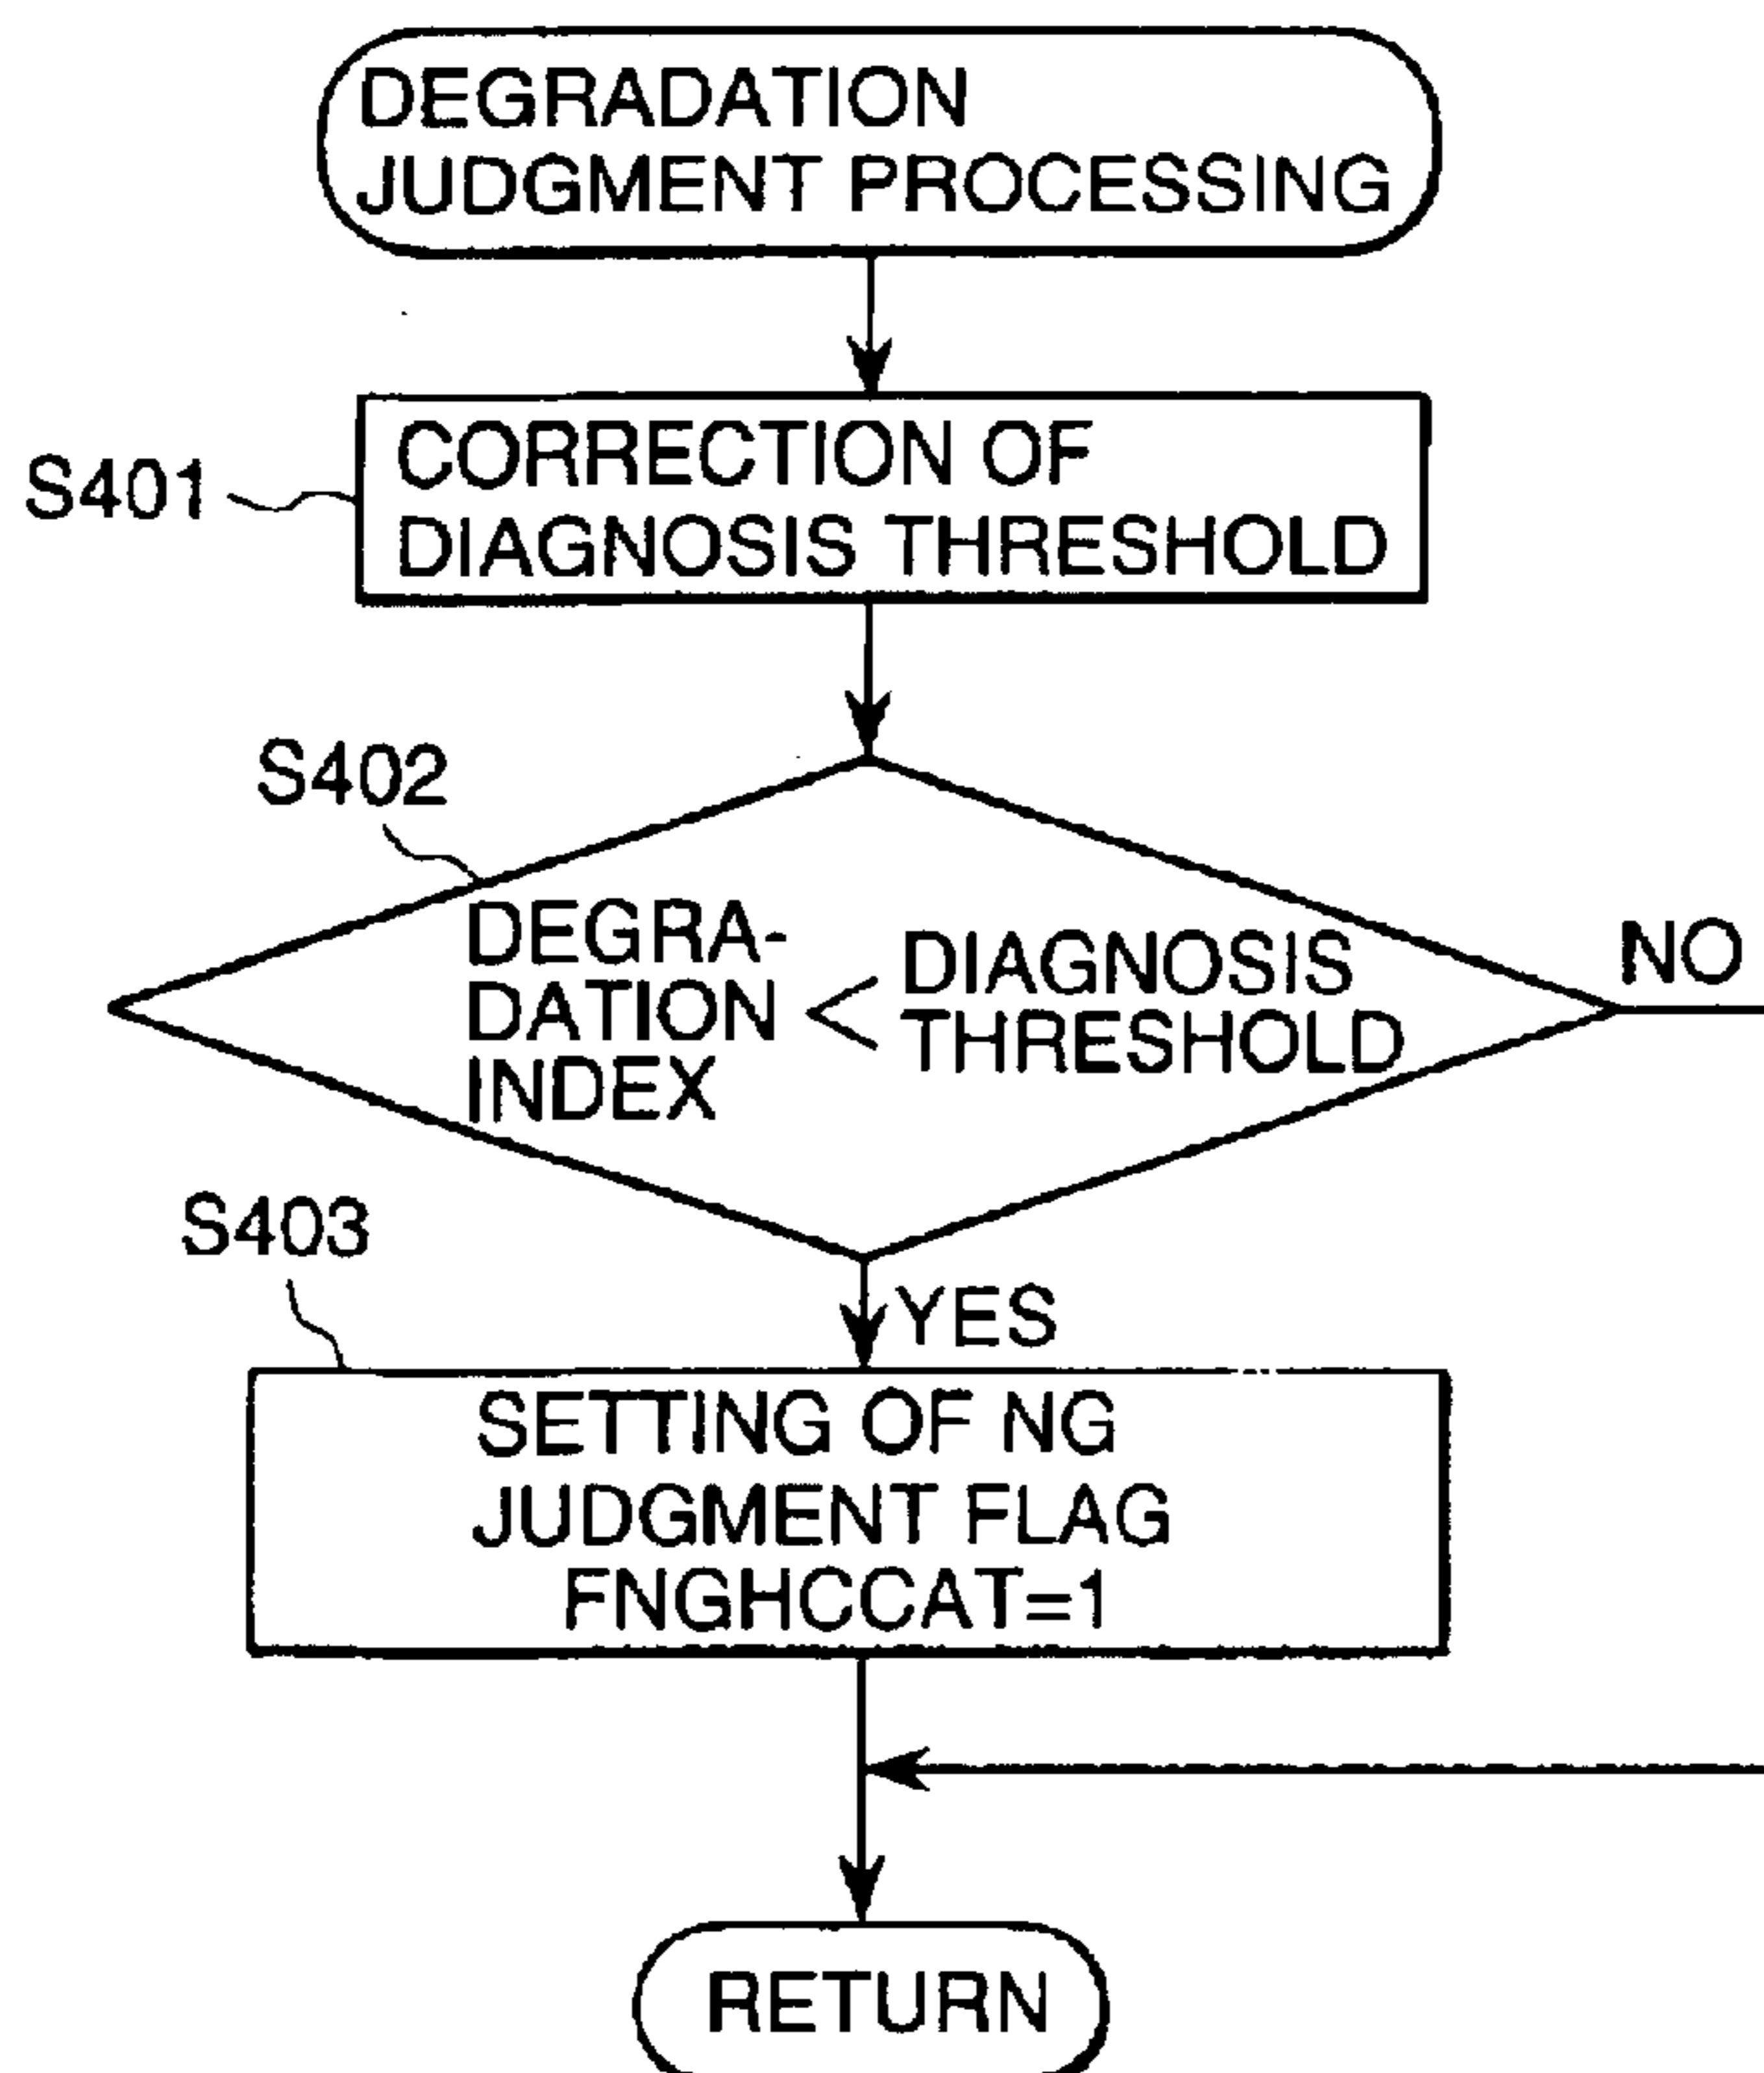 DEGRADATION
JUDGMENT PROCESSING
S401
CORRECTION OF
DIAGNOSIS THRESHOLD
S402
DEGRA-
DATION
INDEX
<
DIAGNOSIS
THRESHOLD
NO
YES
S403
SETTING OF NG
JUDGMENT FLAG
FNGHCCAT=1
RETURN